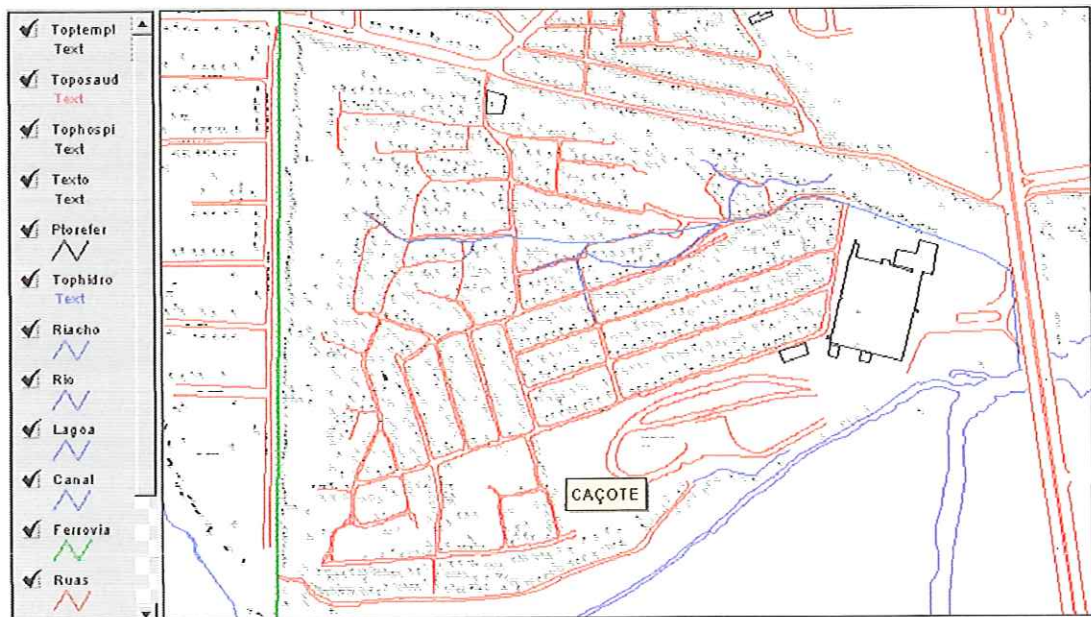 Toptempl
Text
Toposaud
Text
Tophospi
Text
Texto
Text
Plorefer
Tophidro
Text
Riacho
Rio
Lagoa
Canal
Ferrovia
Ruas
CAÇOTE